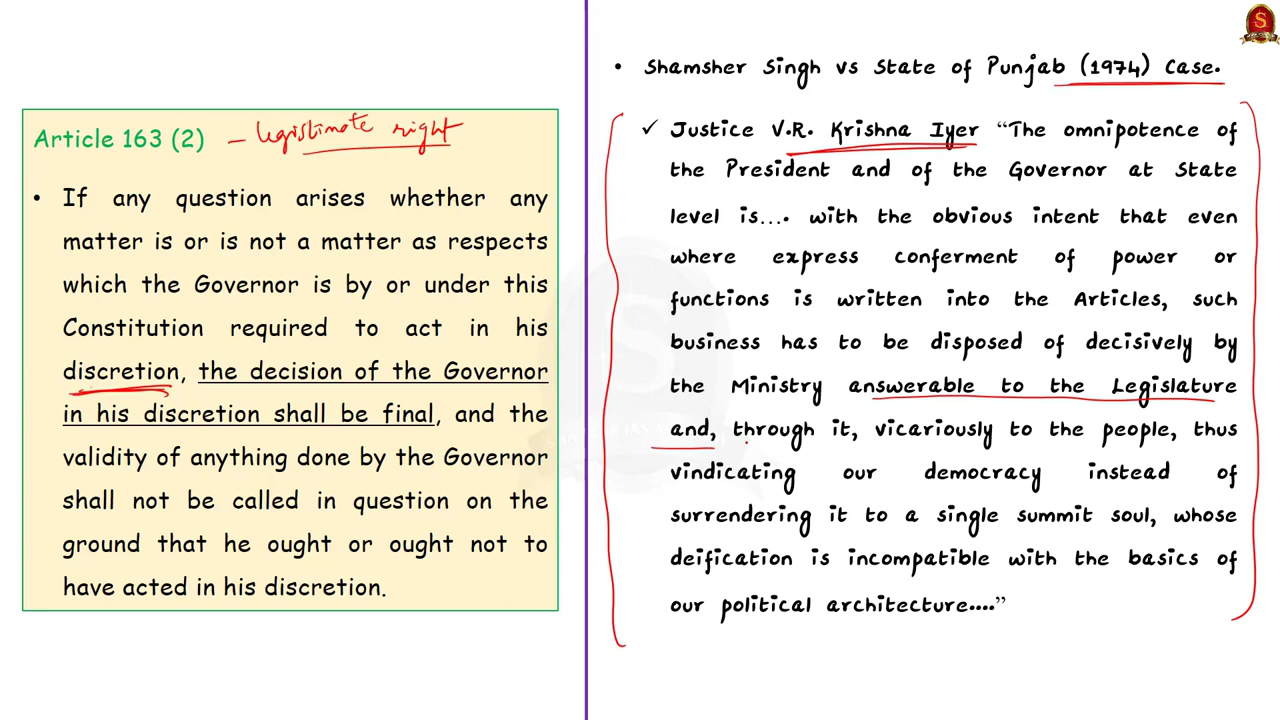 Article 163 (2) – legistimate right
• If any question arises whether any
matter is or is not a matter as respects
which the Governor is by or under this
Constitution required to act in his
discretion, the decision of the Governor
in his discretion shall be final, and the
validity of anything done by the Governor
shall not be called in question on the
ground that he ought or ought not to
have acted in his discretion.
• Shamsher Singh vs State of Punjab (1974) Case.
✓ Justice V.R. Krishna Iyer “The omnipotence of
the President and of the Governor at State
level is…. with the obvious intent that even
where express conferment of power or
functions is written into the Articles, such
business has to be disposed of decisively by
the Ministry answerable to the Legislature
and, through it, vicariously to the people, thus
vindicating our democracy instead of
surrendering it to a single summit soul, whose
deification is incompatible with the basics of
our political architecture....”
S